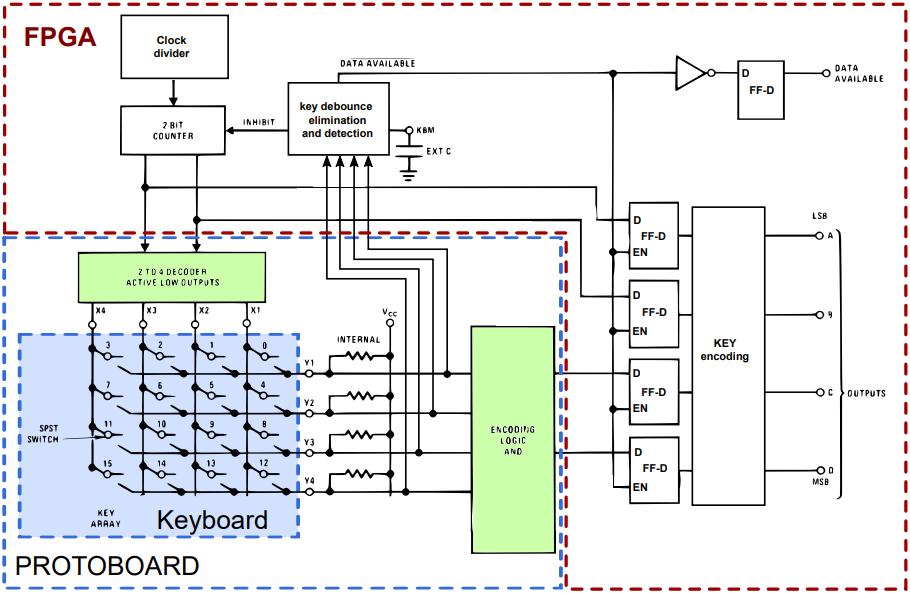 FPGA
Clock
divider
DATA AVAILABLE
D
FF-D
DATA
AVAILABLE
2 BIT
COUNTER
INHIBIT
key debounce
elimination
and detection
KBM
EXT C
D
FF-D
EN
LSB
A
2 TO 4 DECODER
ACTIVE LOW OUTPUTS
D
FF-D
EN
X4
X3
X2
X1
VCC
INTERNAL
KEY
encoding
3
2
1
0
Y1
D
FF-D
EN
7
6
5
4
Y2
C
OUTPUTS
SPST
SWITCH
11
10
9
8
Y3
ENCODING
LOGIC
AND
D
FF-D
EN
15
14
13
12
Y4
D
MSB
KEY
ARRAY
Keyboard
PROTOBOARD